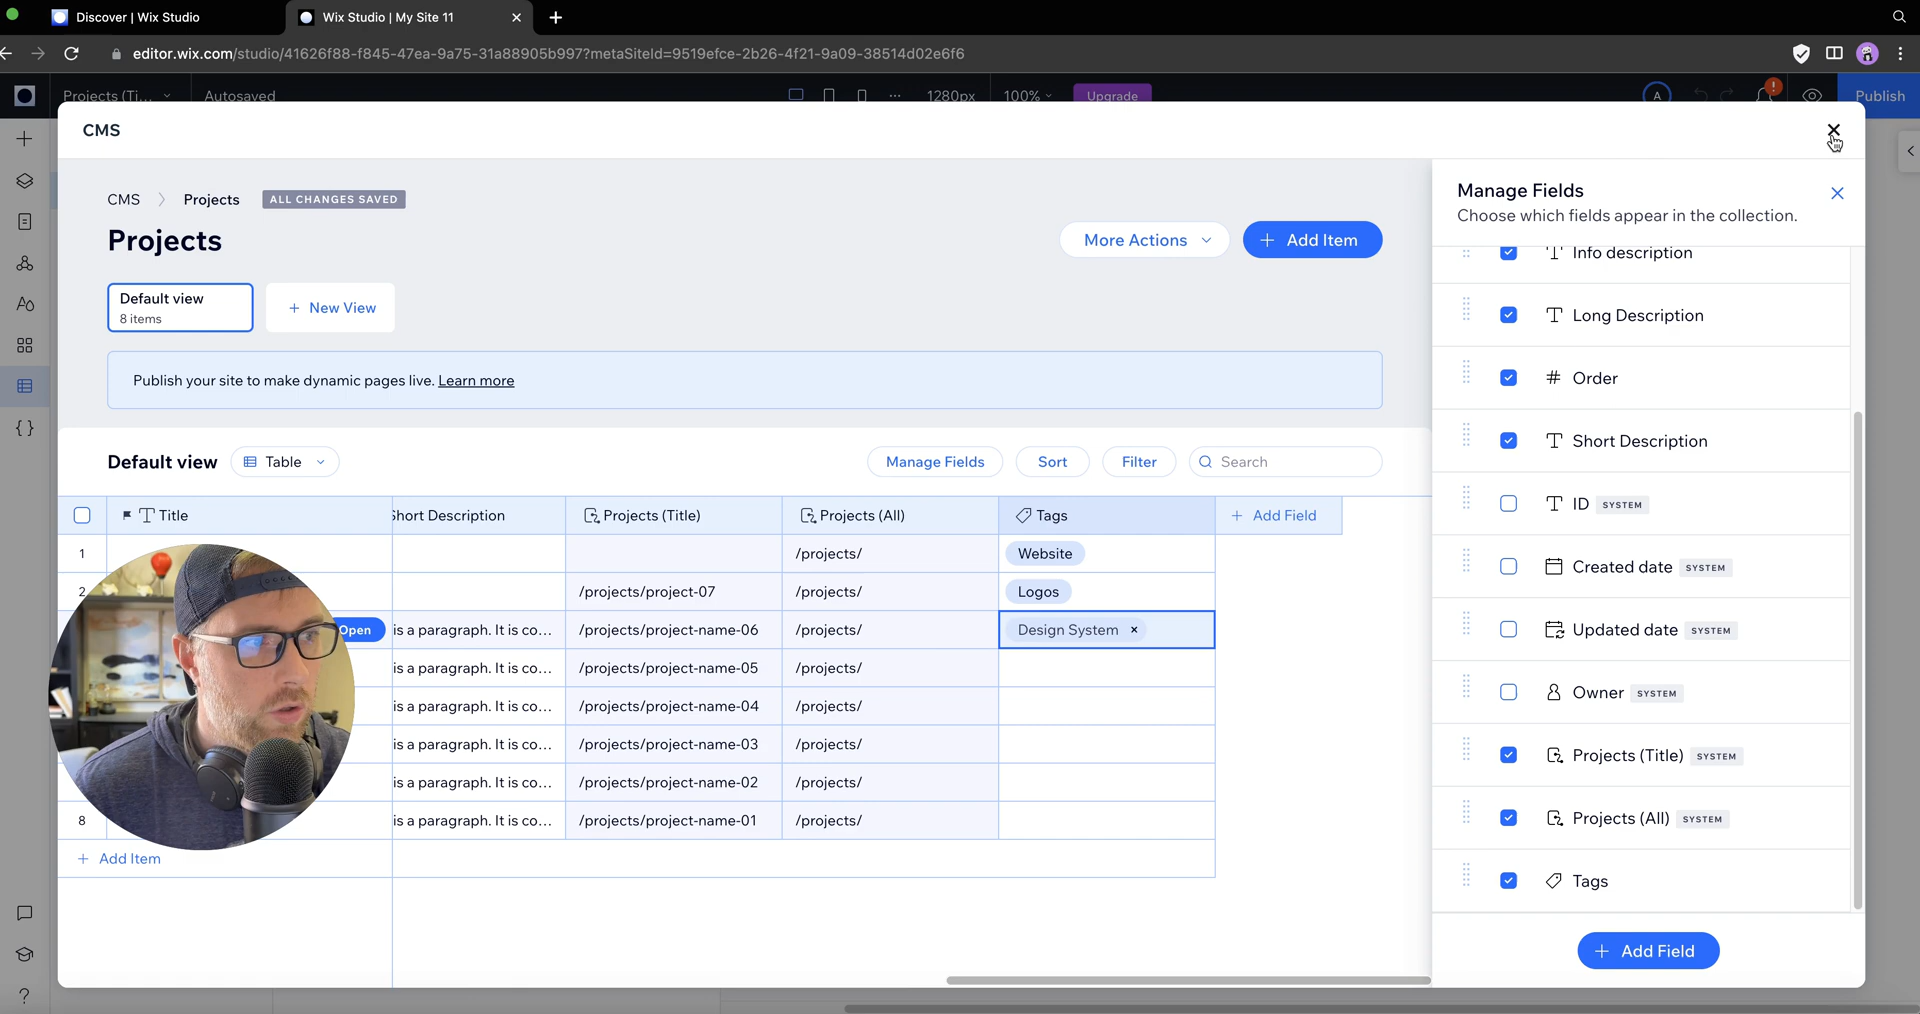 Discover | Wix Studio
Wix Studio | My Site 11
editor.wix.com/studio/41626f88-f845-47ea-9a75-31a88905b997?metaSiteId=9519efce-2b26-4f21-9a09-38514d02e6f6
Projects (Ti...
Autosaved
1280px
100%
Upgrade
A
Publish
CMS
CMS
Projects
ALL CHANGES SAVED
Projects
More Actions
+ Add Item
Default view
8 items
+ New View
Publish your site to make dynamic pages live. Learn more
Default view
Table
Manage Fields
Sort
Filter
Search
Title
Short Description
Projects (Title)
Projects (All)
Tags
+ Add Field
1
/projects/
Website
2
/projects/project-07
/projects/
Logos
Open
is a paragraph. It is co...
/projects/project-name-06
/projects/
Design System
is a paragraph. It is co...
/projects/project-name-05
/projects/
is a paragraph. It is co...
/projects/project-name-04
/projects/
is a paragraph. It is co...
/projects/project-name-03
/projects/
is a paragraph. It is co...
/projects/project-name-02
/projects/
8
is a paragraph. It is co...
/projects/project-name-01
/projects/
+ Add Item
Manage Fields
Choose which fields appear in the collection.
Info description
Long Description
Order
Short Description
ID SYSTEM
Created date SYSTEM
Updated date SYSTEM
Owner SYSTEM
Projects (Title) SYSTEM
Projects (All) SYSTEM
Tags
+ Add Field